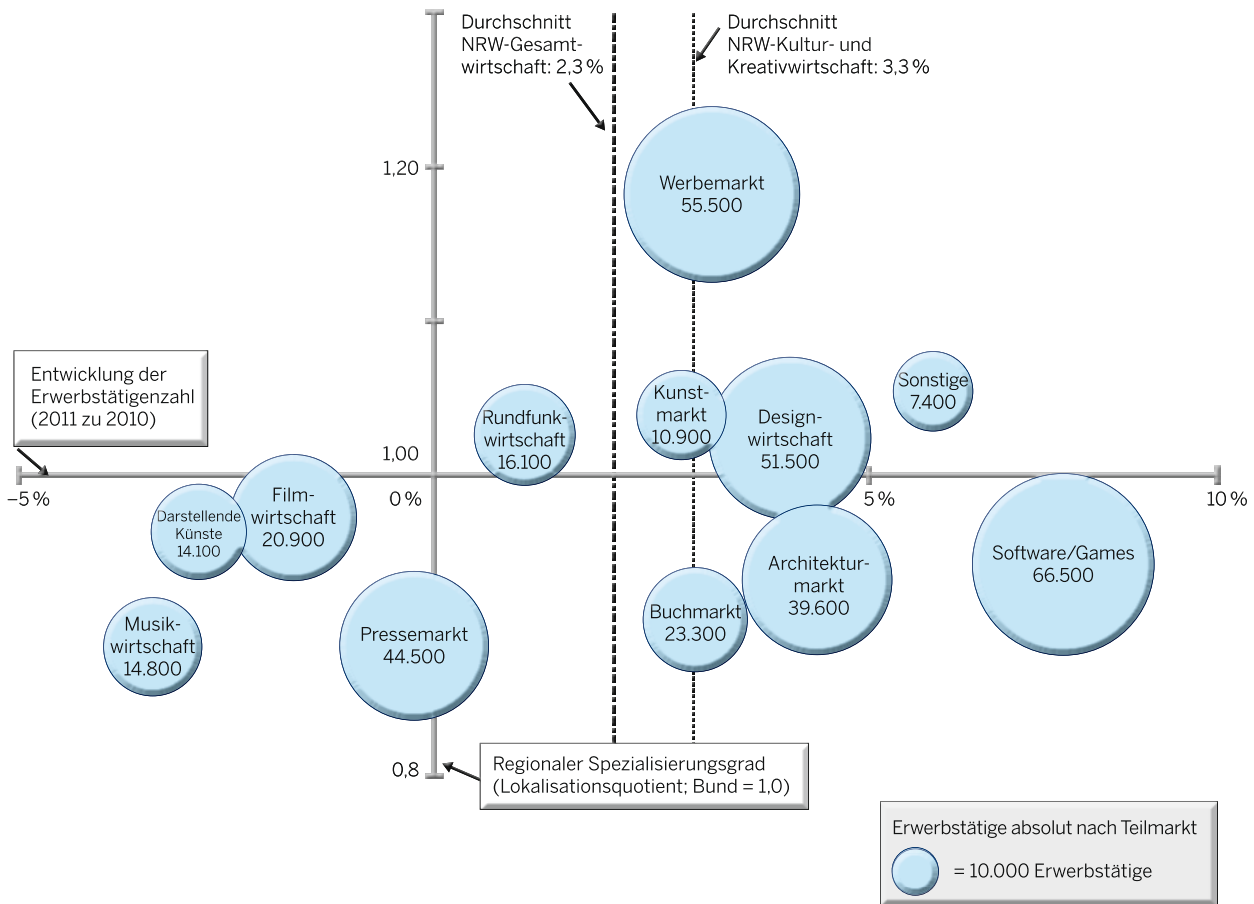 Durchschnitt
NRW-Gesamt-
wirtschaft: 2,3 %
Durchschnitt
NRW-Kultur- und
Kreativwirtschaft: 3,3 %
1,20
Werbemarkt
55.500
Entwicklung der
Erwerbstätigenzahl
(2011 zu 2010)
Sonstige
7.400
Kunst-
markt
10.900
Rundfunk-
wirtschaft
16.100
Design-
wirtschaft
51.500
1,00
–5 %
0 %
5 %
10 %
Film-
wirtschaft
20.900
Darstellende
Künste
14.100
Software/Games
66.500
Architektur-
markt
39.600
Buchmarkt
23.300
Musik-
wirtschaft
14.800
Pressemarkt
44.500
0,8
Regionaler Spezialisierungsgrad
(Lokalisationsquotient; Bund = 1,0)
Erwerbstätige absolut nach Teilmarkt
= 10.000 Erwerbstätige